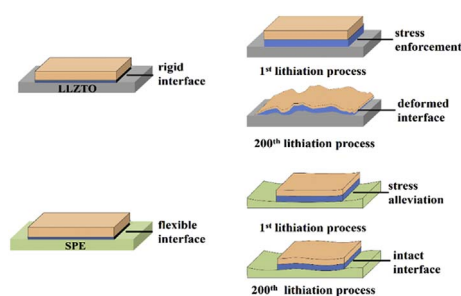 rigid
interface
LLZTO
stress
enforcement
1st lithiation process
deformed
interface
200th lithiation process
flexible
interface
SPE
stress
alleviation
1st lithiation process
intact
interface
200th lithiation process